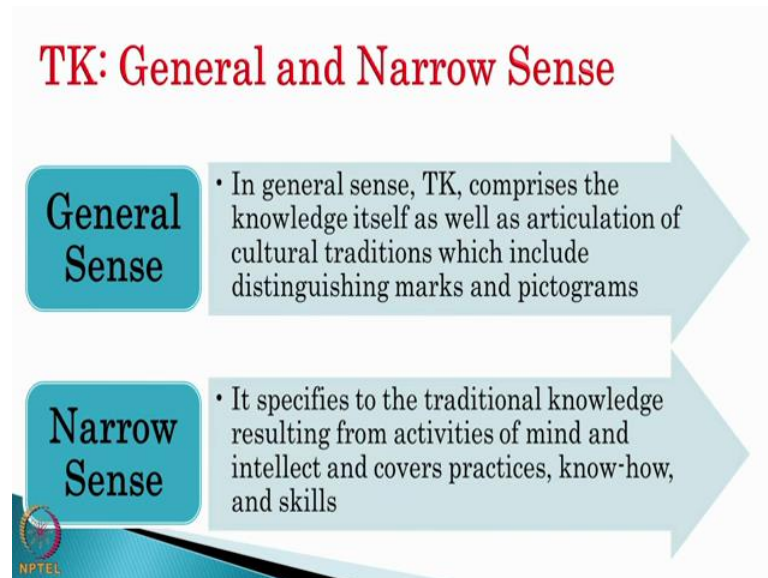 TK: General and Narrow Sense
General
Sense
• In general sense, TK, comprises the
knowledge itself as well as articulation of
cultural traditions which include
distinguishing marks and pictograms
Narrow
Sense
• It specifies to the traditional knowledge
resulting from activities of mind and
intellect and covers practices, know-how,
and skills
NPTEL